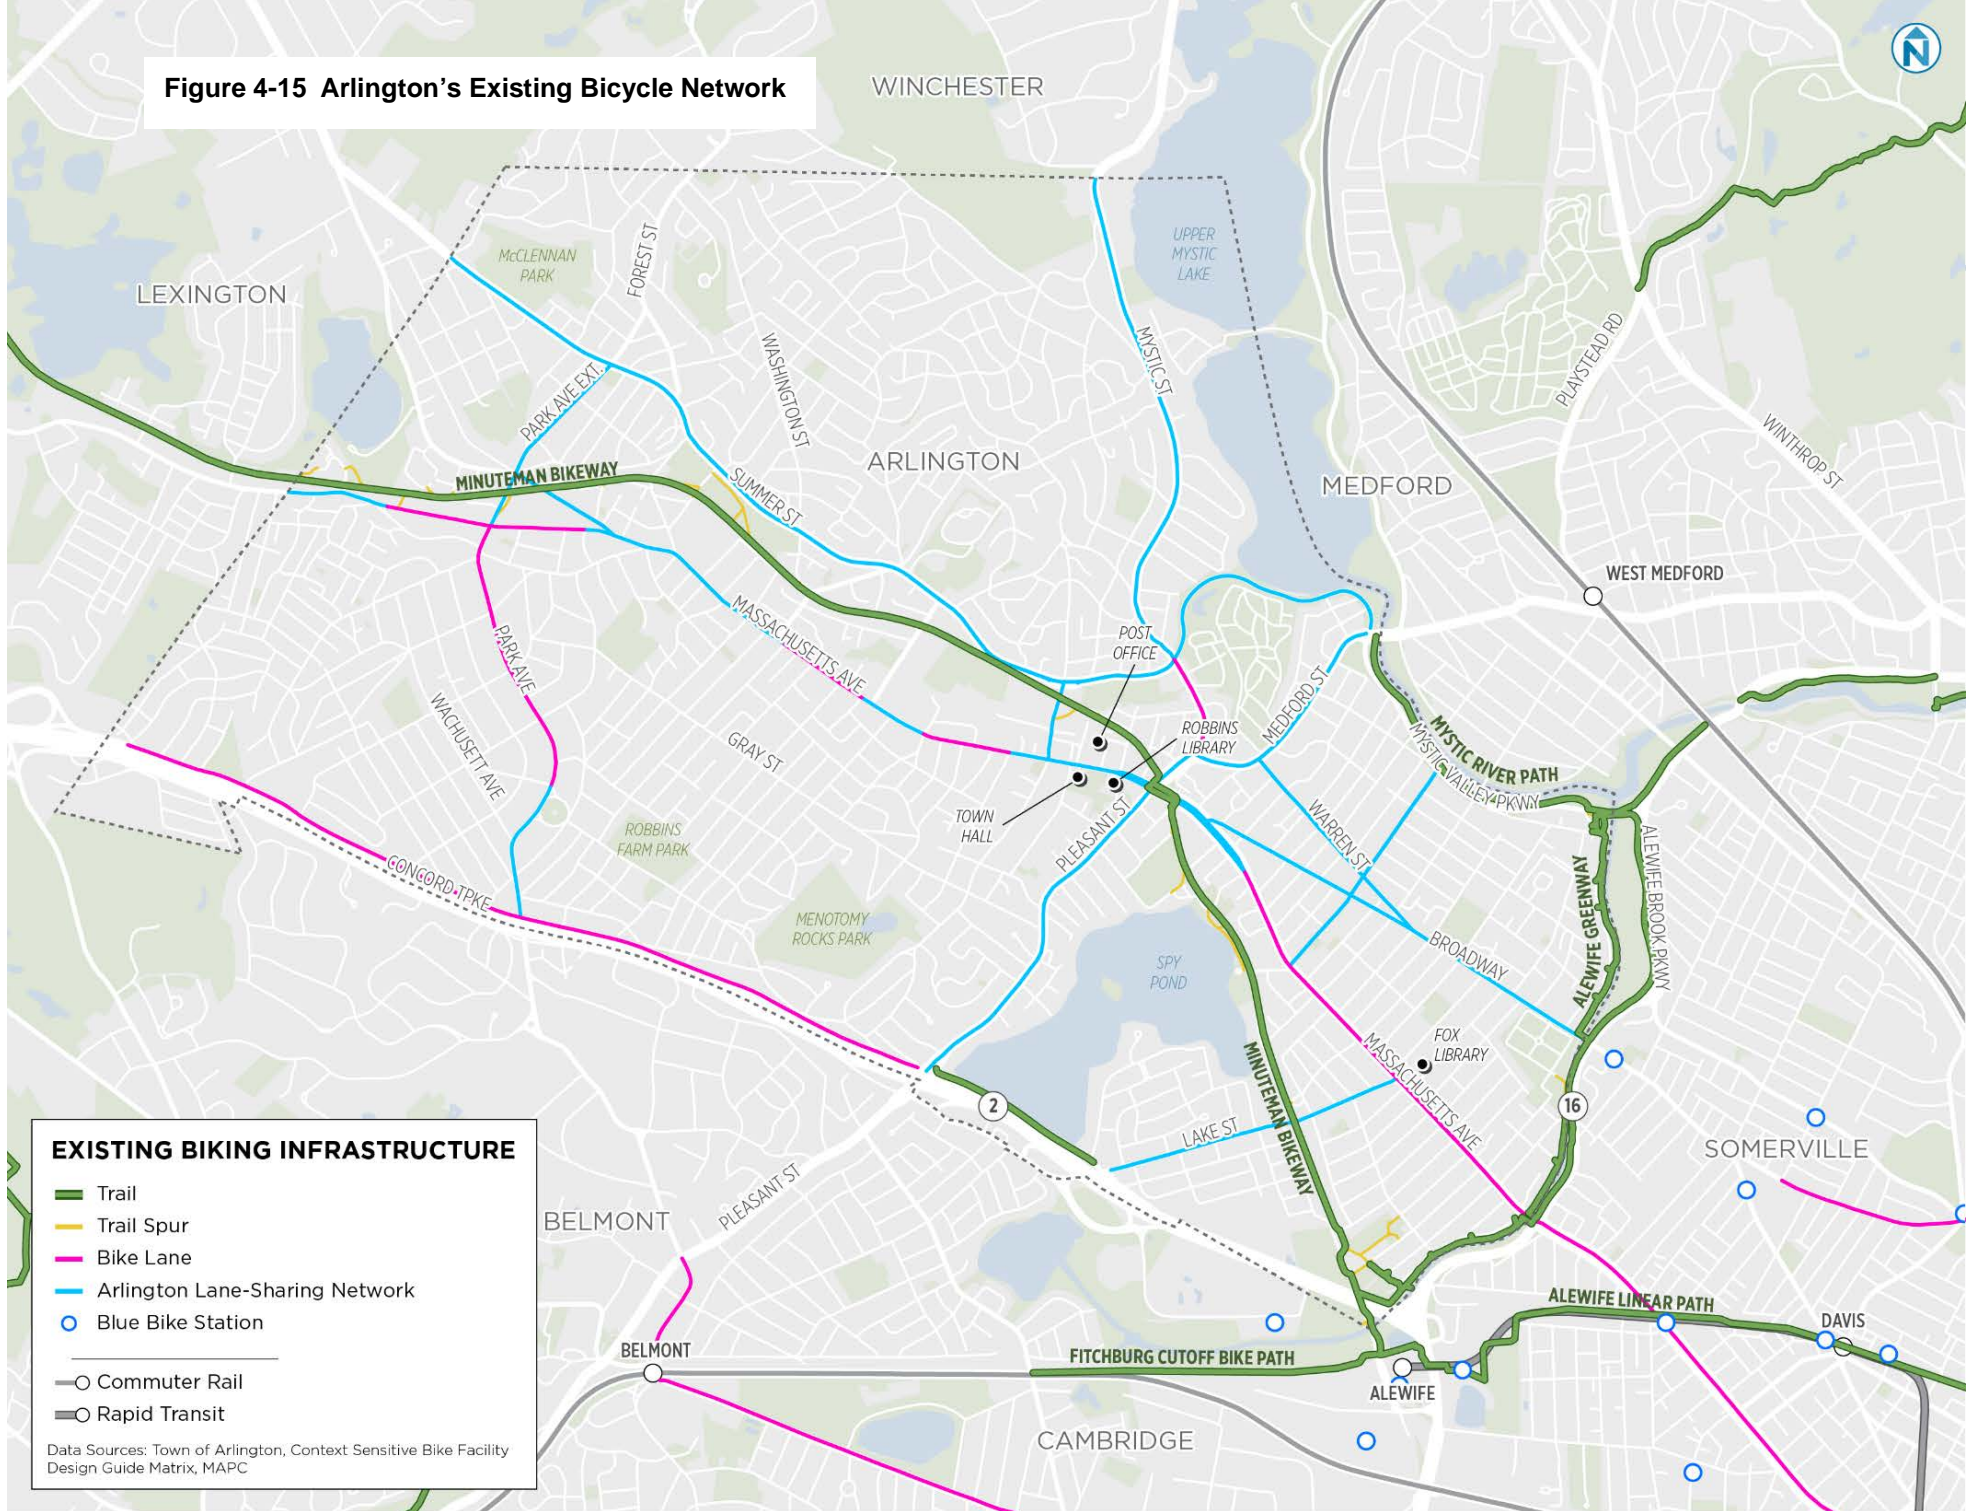 Figure 4-15 Arlington's Existing Bicycle Network
N
WINCHESTER
LEXINGTON
McCLENNAN
PARK
FOREST ST
UPPER
MYSTIC
LAKE
WASHINGTON ST
MYSTIC ST
PLAYSTEAD RD
WINTHROP ST
PARK AVE EXT.
MINUTEMAN BIKEWAY
SUMMER ST
ARLINGTON
MEDFORD
WEST MEDFORD
MASSACHUSETTS AVE
PARK AVE
POST
OFFICE
WACHUSETT AVE
GRAY ST
ROBBINS
LIBRARY
MEDFORD ST
MYSTIC RIVER PATH
MYSTIC VALLEY PKWY
TOWN
HALL
PLEASANT ST
WARREN ST
ROBBINS
FARM PARK
CONCORD TPKE
MENOTOMY
ROCKS PARK
SPY
POND
BROADWAY
ALEWIFE GREENWAY
ALEWIFE BROOK PKWY
FOX
LIBRARY
MASSACHUSETTS AVE
MINUTEMAN BIKEWAY
2
16
LAKE ST
SOMERVILLE
PLEASANT ST
BELMONT
BELMONT
FITCHBURG CUTOFF BIKE PATH
ALEWIFE LINEAR PATH
DAVIS
ALEWIFE
CAMBRIDGE
EXISTING BIKING INFRASTRUCTURE
Trail
Trail Spur
Bike Lane
Arlington Lane-Sharing Network
Blue Bike Station
Commuter Rail
Rapid Transit
Data Sources: Town of Arlington, Context Sensitive Bike Facility
Design Guide Matrix, MAPC